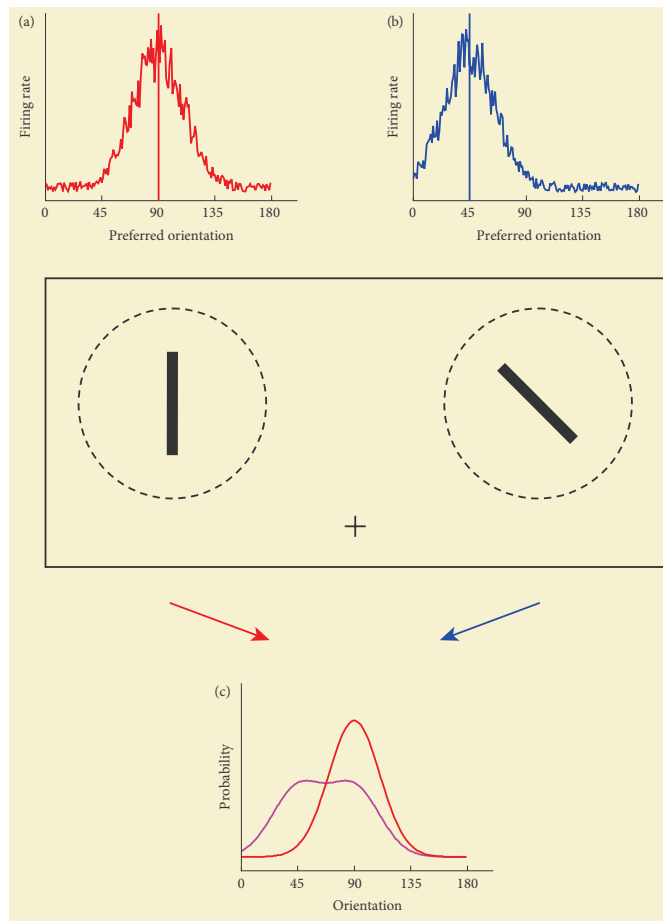 (a)
Firing rate
0 45 90 135 180
Preferred orientation
(b)
Firing rate
0 45 90 135 180
Preferred orientation
(c)
Probability
0 45 90 135 180
Orientation